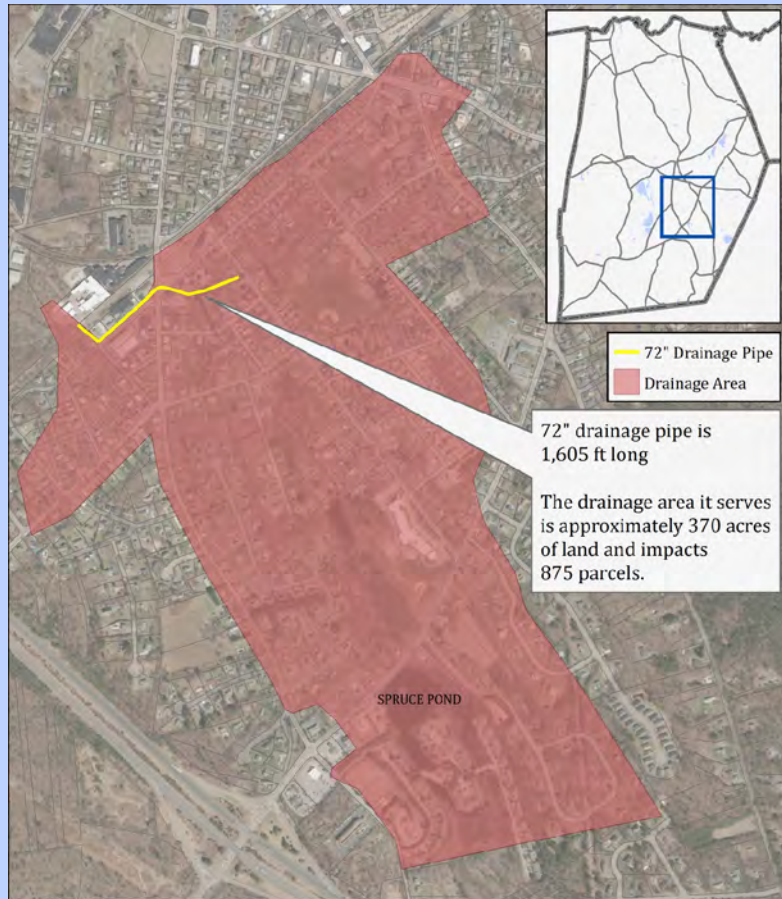 72" Drainage Pipe
Drainage Area
72" drainage pipe is
1,605 ft long
The drainage area it serves
is approximately 370 acres
of land and impacts
875 parcels.
SPRUCE POND